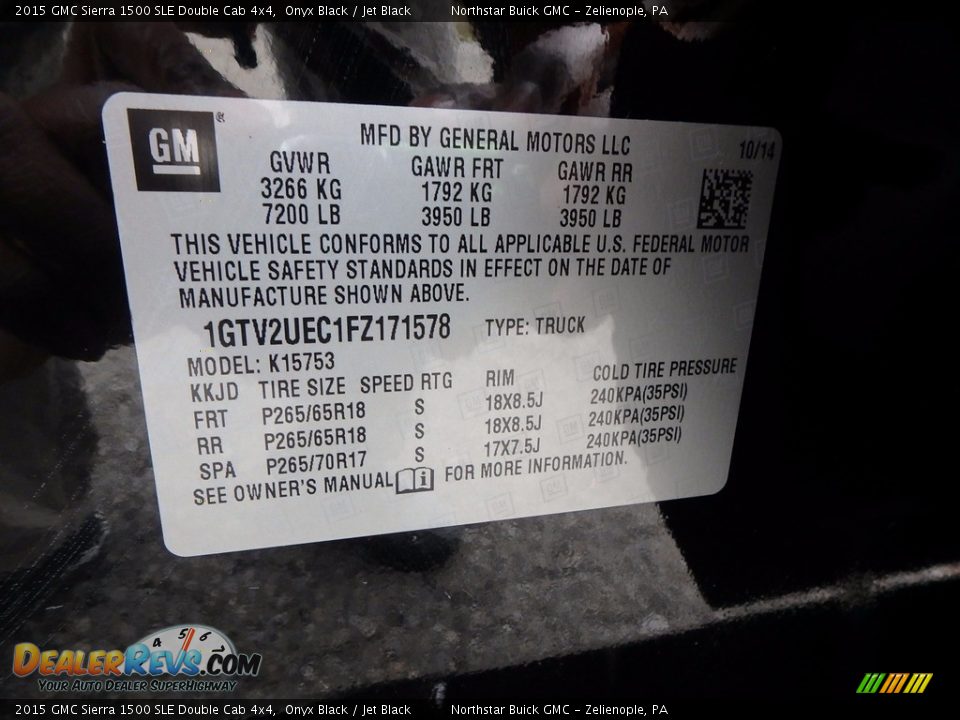 2015 GMC Sierra 1500 SLE Double Cab 4x4, Onyx Black / Jet Black Northstar Buick GMC - Zelienople, PA
GM
MFD BY GENERAL MOTORS LLC
10/14
GVWR GAWR FRT GAWR RR
3266 KG 1792 KG 1792 KG
7200 LB 3950 LB 3950 LB
THIS VEHICLE CONFORMS TO ALL APPLICABLE U.S. FEDERAL MOTOR
VEHICLE SAFETY STANDARDS IN EFFECT ON THE DATE OF
MANUFACTURE SHOWN ABOVE.
1GTV2UEC1FZ171578 TYPE: TRUCK
MODEL: K15753
KKJD TIRE SIZE SPEED RTG RIM COLD TIRE PRESSURE
FRT P265/65R18 S 18X8.5J 240KPA(35PSI)
RR P265/65R18 S 18X8.5J 240KPA(35PSI)
SPA P265/70R17 S 17X7.5J 240KPA(35PSI)
SEE OWNER'S MANUAL FOR MORE INFORMATION.
4 5 6
DEALERREVS.COM
YOUR AUTO DEALER SUPERHIGHWAY
2015 GMC Sierra 1500 SLE Double Cab 4x4, Onyx Black / Jet Black Northstar Buick GMC - Zelienople, PA